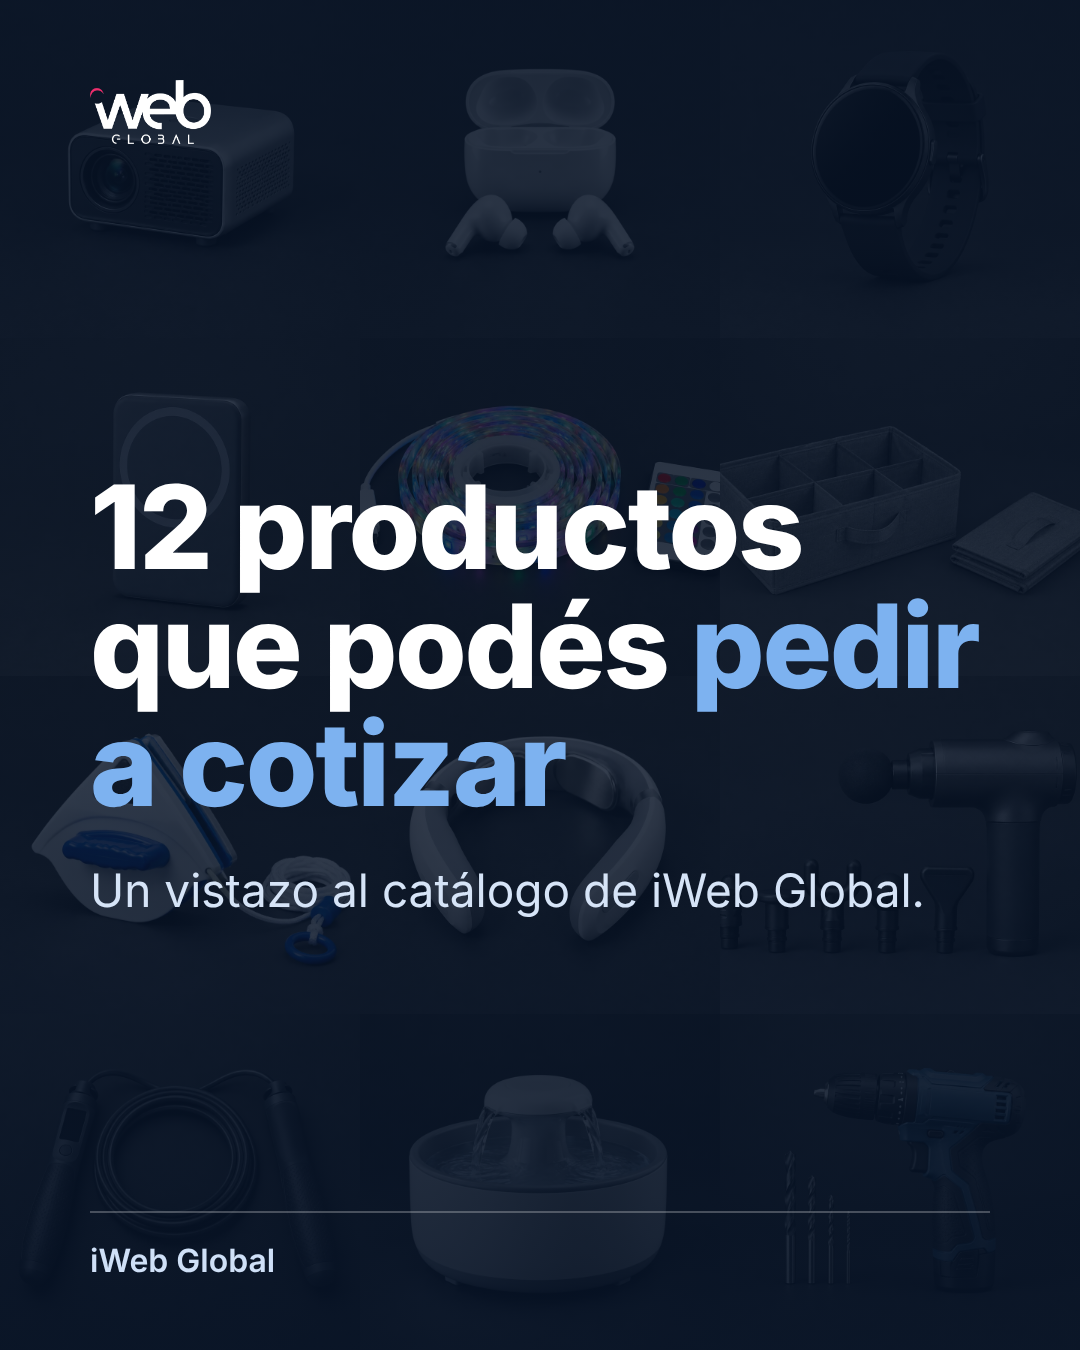 iweb
GLOBAL
12 productos
que podés pedir
a cotizar
Un vistazo al catálogo de iWeb Global.
iWeb Global